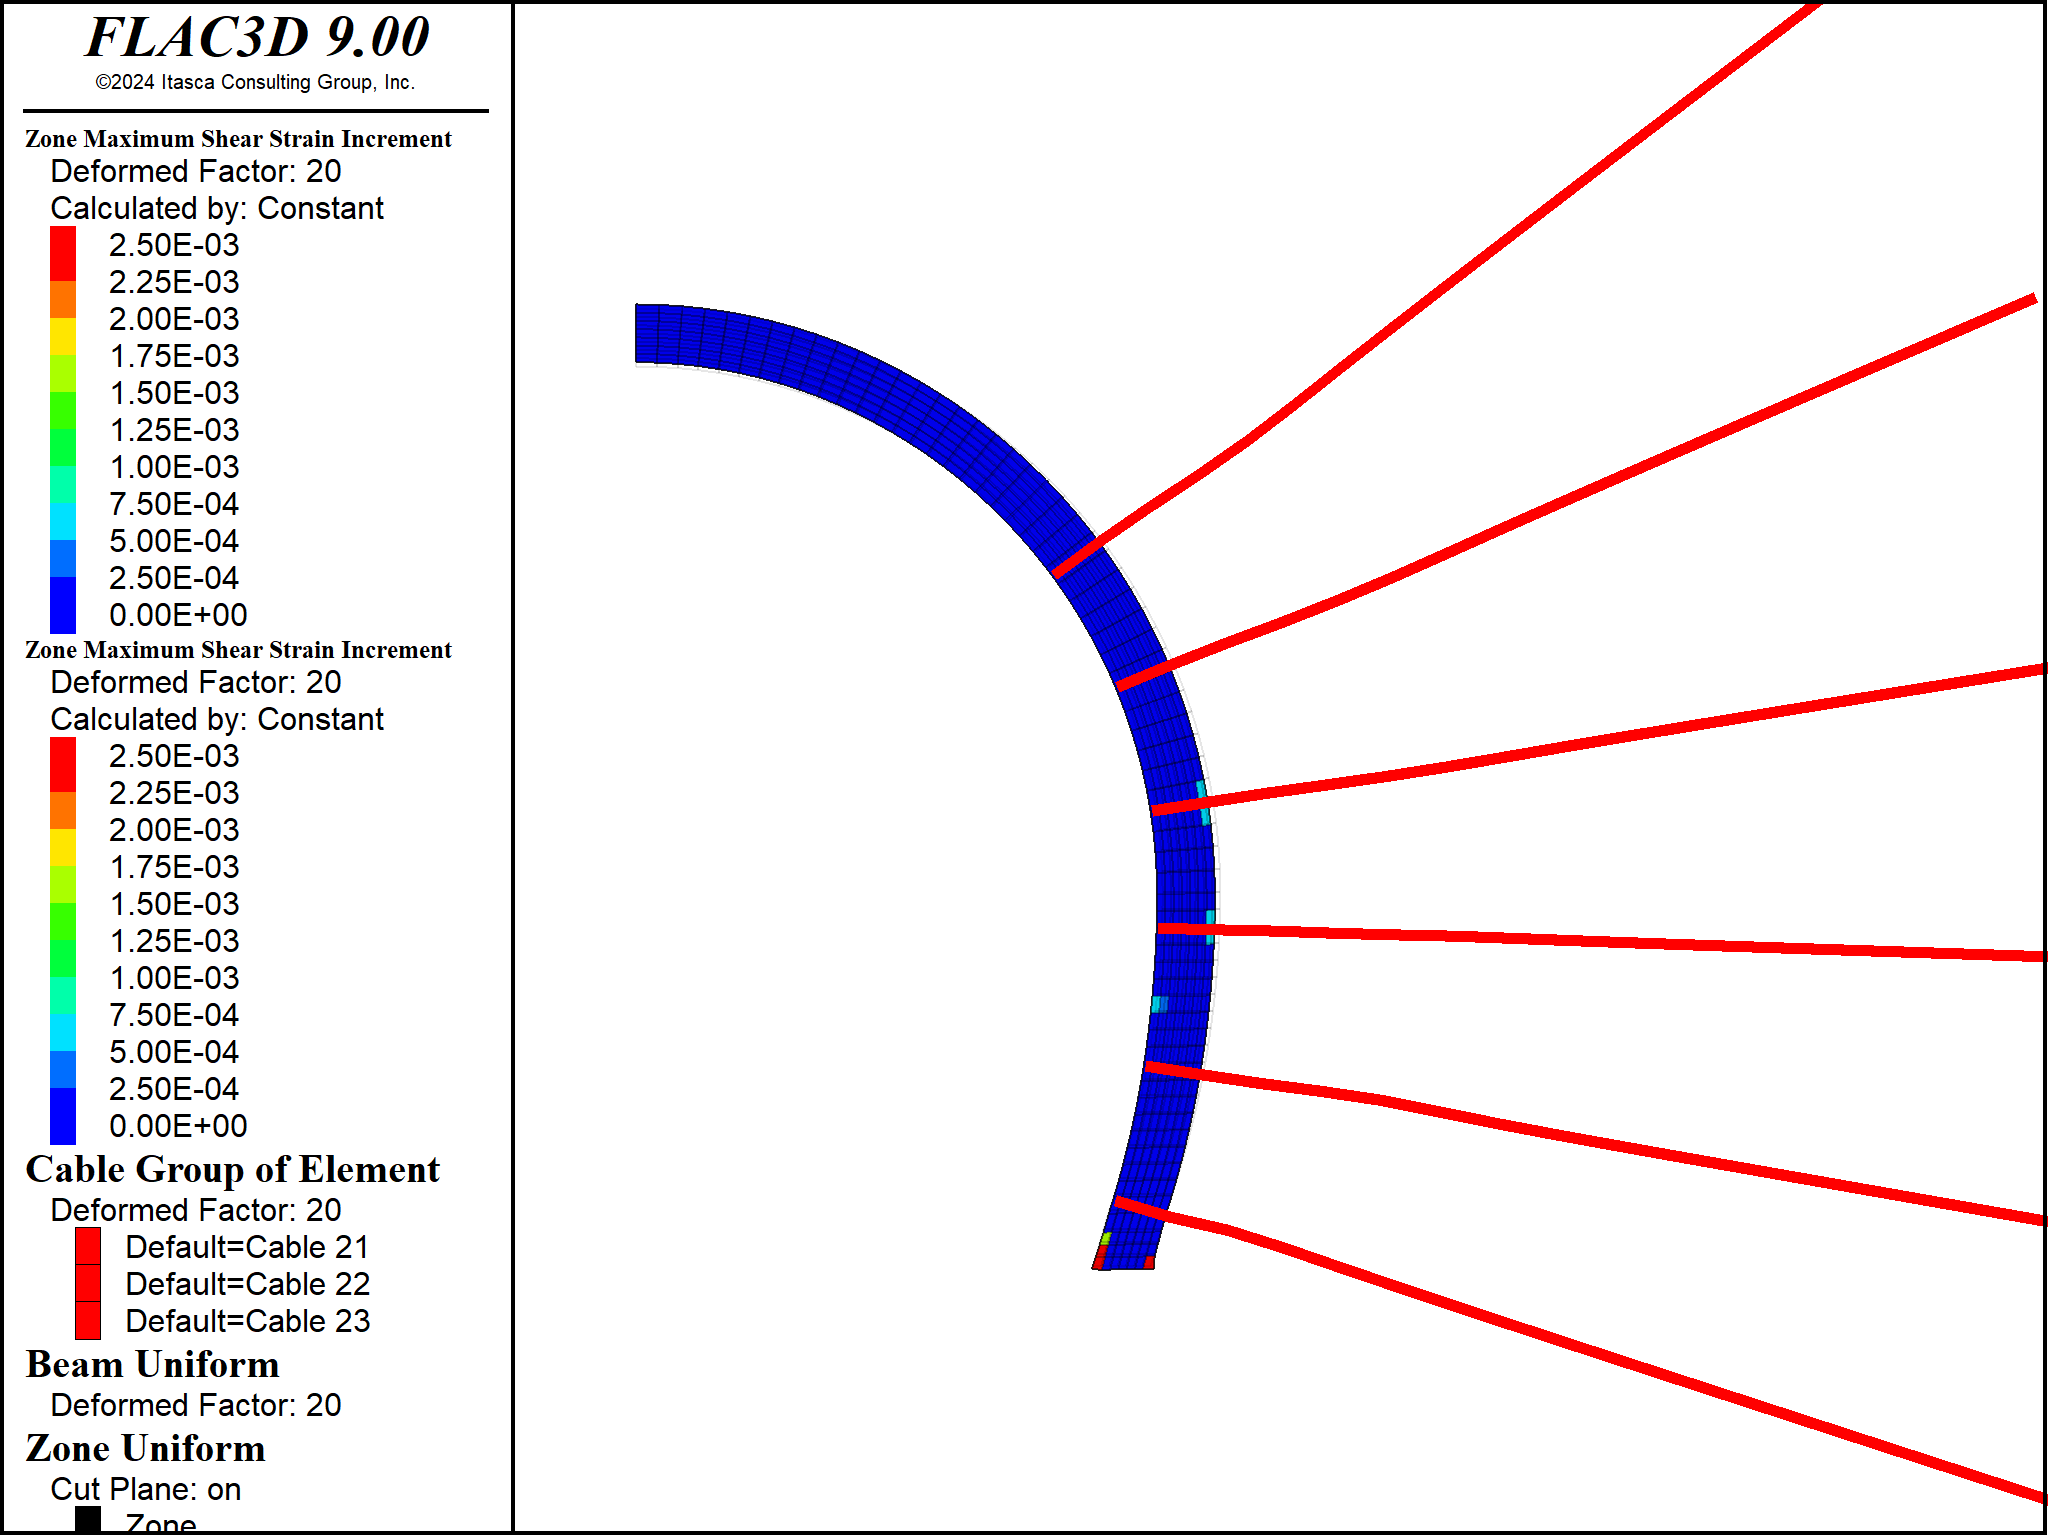 FLAC3D 9.00
©2024 Itasca Consulting Group, Inc.
Zone Maximum Shear Strain Increment
Deformed Factor: 20
Calculated by: Constant
2.50E-03
2.25E-03
2.00E-03
1.75E-03
1.50E-03
1.25E-03
1.00E-03
7.50E-04
5.00E-04
2.50E-04
0.00E+00
Zone Maximum Shear Strain Increment
Deformed Factor: 20
Calculated by: Constant
2.50E-03
2.25E-03
2.00E-03
1.75E-03
1.50E-03
1.25E-03
1.00E-03
7.50E-04
5.00E-04
2.50E-04
0.00E+00
Cable Group of Element
Deformed Factor: 20
Default=Cable 21
Default=Cable 22
Default=Cable 23
Beam Uniform
Deformed Factor: 20
Zone Uniform
Cut Plane: on
Zone